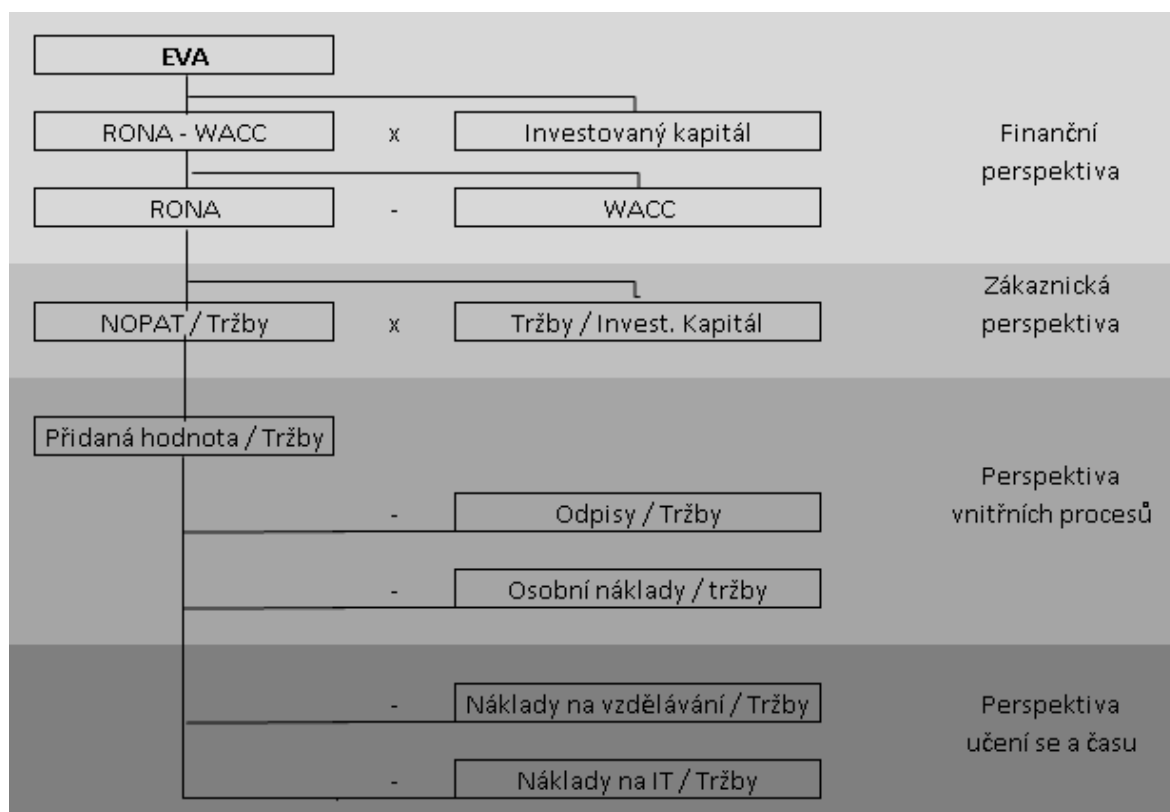 EVA
RONA - WACC x Investovaný kapitál
Finanční
perspektiva
RONA - WACC
Zákaznická
perspektiva
NOPAT / Tržby x Tržby / Invest. Kapitál
Přidaná hodnota / Tržby
Perspektiva
vnitřních procesů
- Odpisy / Tržby
- Osobní náklady / tržby
- Náklady na vzdělávání / Tržby
Perspektiva
učení se a času
- Náklady na IT / Tržby